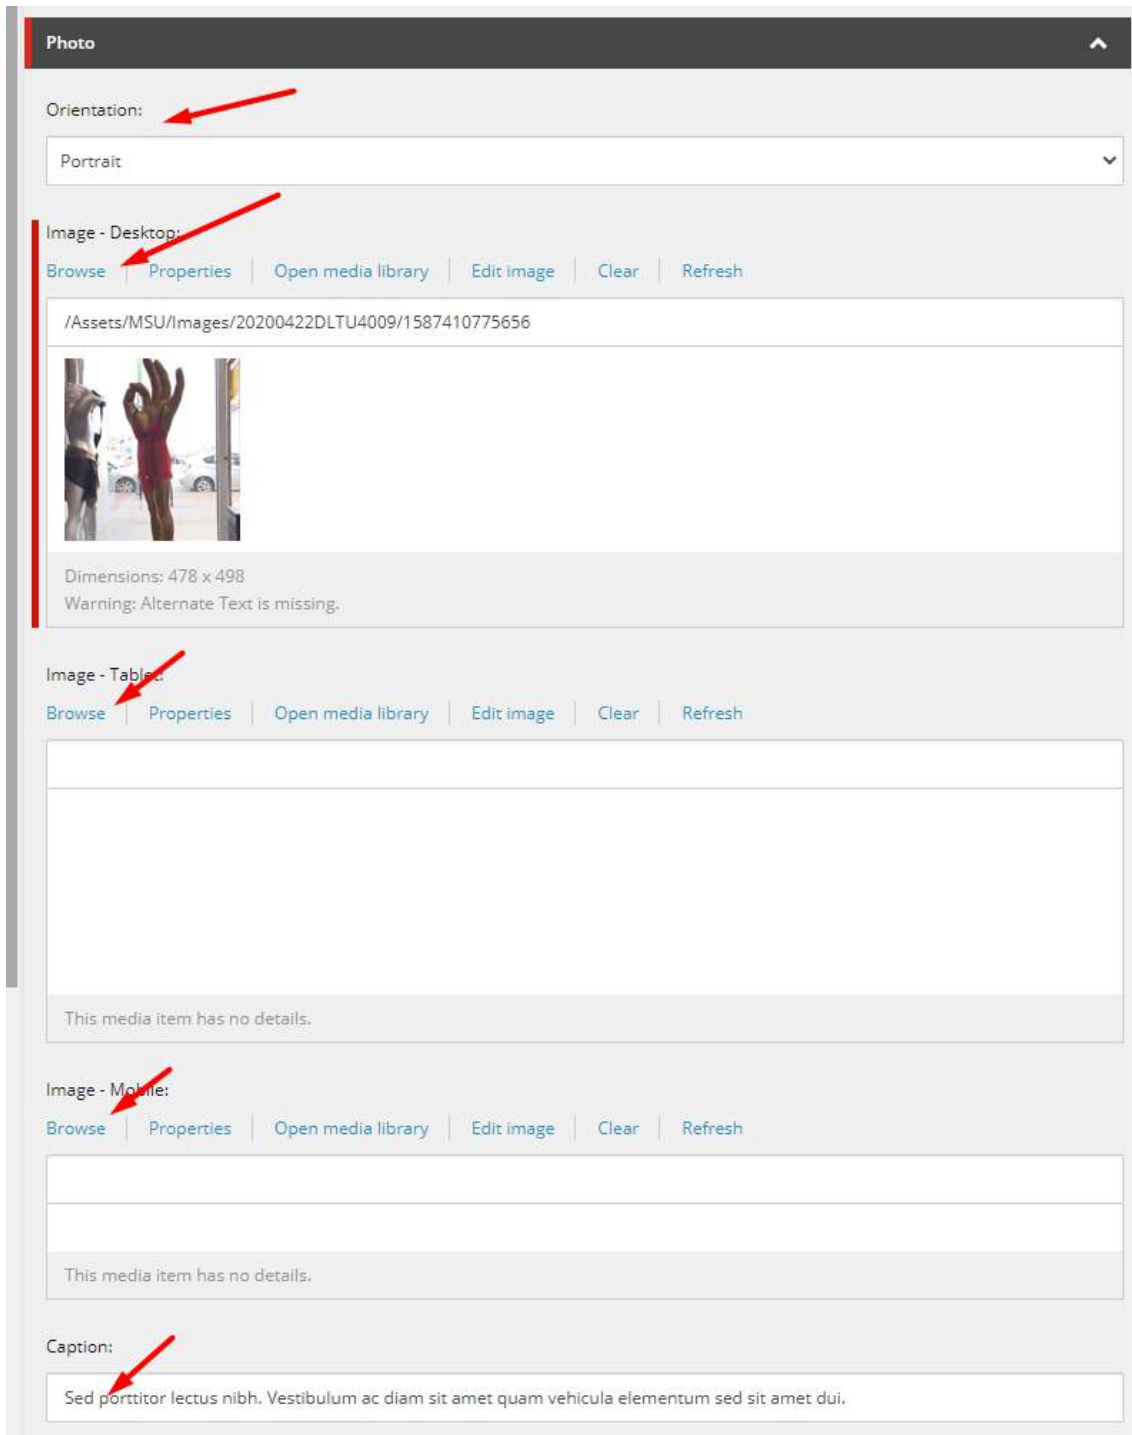 Photo
Orientation:
Portrait
Image - Desktop:
Browse Properties Open media library Edit image Clear Refresh
/Assets/MSU/Images/20200422DLTU4009/1587410775656
Dimensions: 478 x 498
Warning: Alternate Text is missing.
Image - Tablet:
Browse Properties Open media library Edit image Clear Refresh
This media item has no details.
Image - Mobile:
Browse Properties Open media library Edit image Clear Refresh
This media item has no details.
Caption:
Sed porttitor lectus nibh. Vestibulum ac diam sit amet quam vehicula elementum sed sit amet dui.